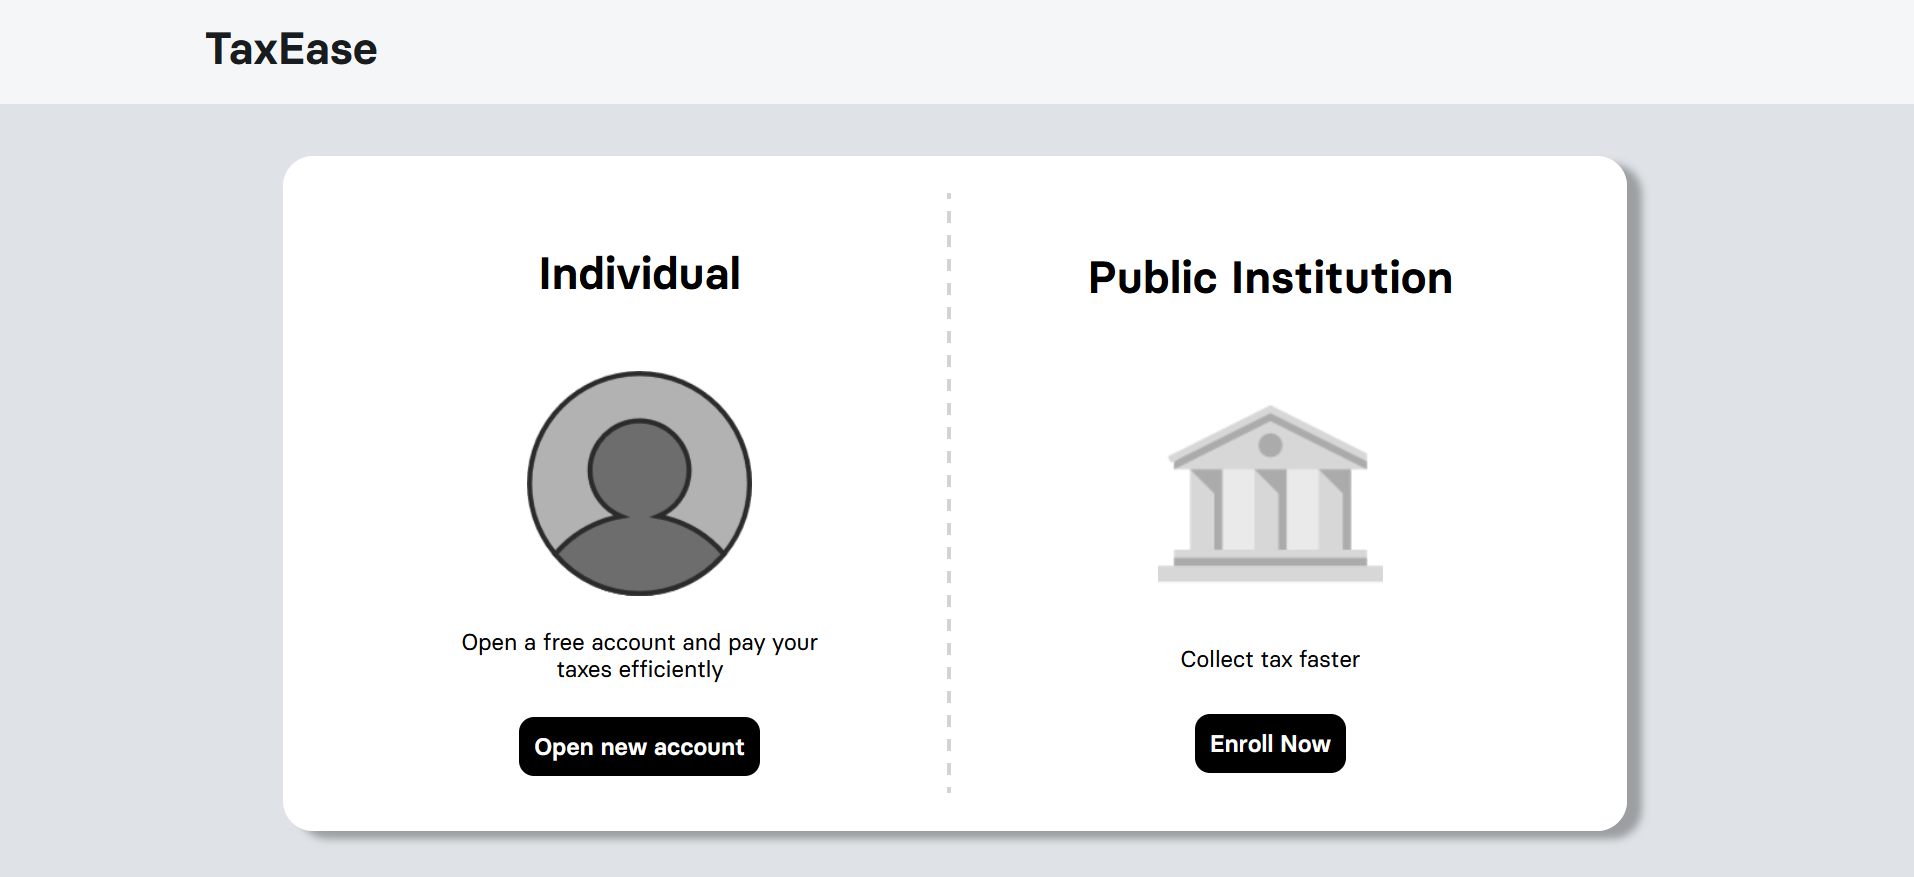 TaxEase
Individual
Open a free account and pay your
taxes efficiently
Open new account
Public Institution
Collect tax faster
Enroll Now